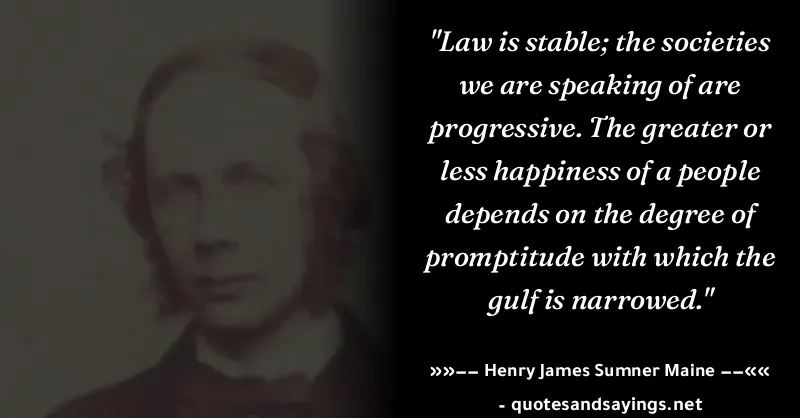 "Law is stable; the societies
we are speaking of are
progressive. The greater or
less happiness of a people
depends on the degree of
promptitude with which the
gulf is narrowed."
»»–– Henry James Sumner Maine ––««
- quotesandsayings.net